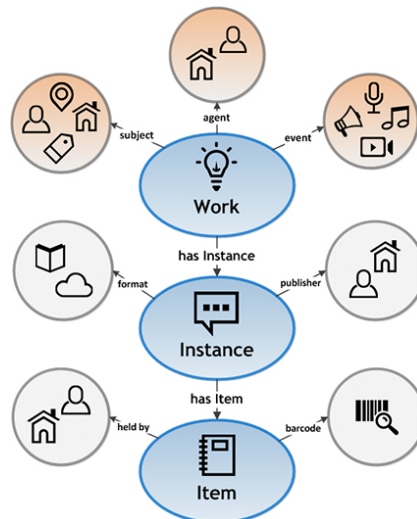 agent
subject
event
Work
has Instance
format
publisher
Instance
has Item
held by
barcode
Item